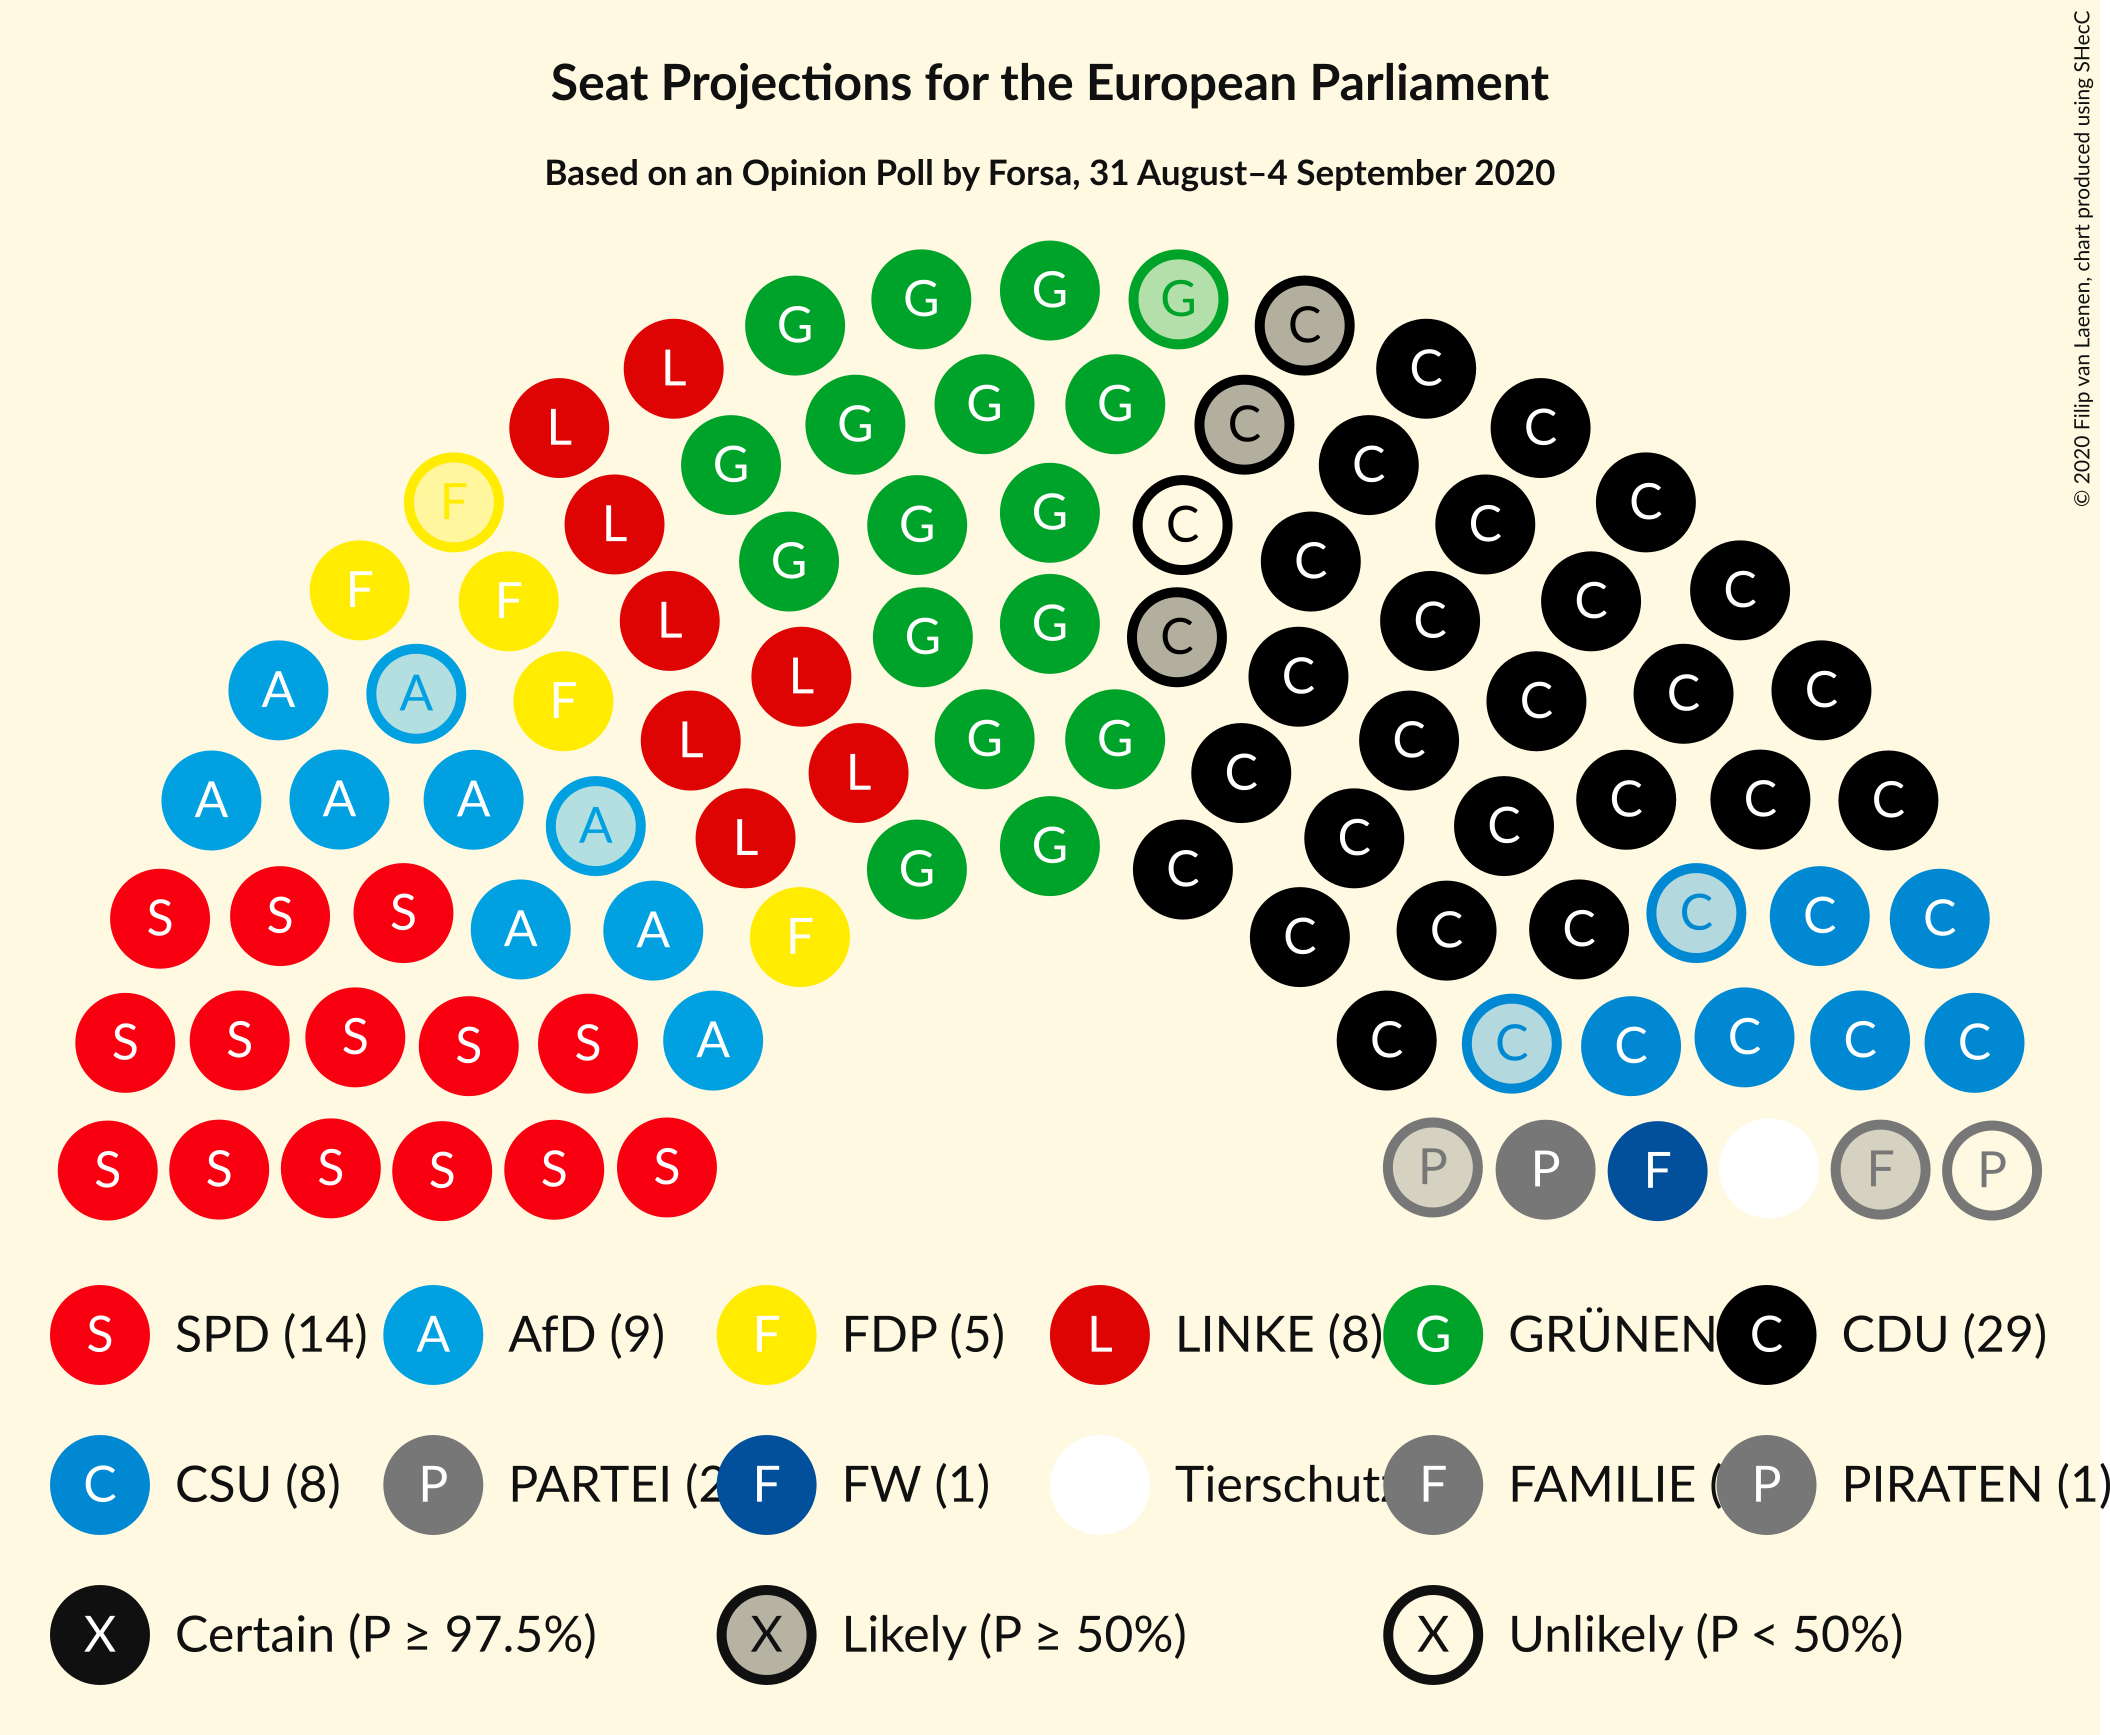 © 2020 Filip van Laenen, chart produced using SHecC
Seat Projections for the European Parliament
Based on an Opinion Poll by Forsa, 31 August–4 September 2020
G G G G C
L C
L G G G C C
G C
F L G G C C C
G C
F F L G G C C C C
A A F L C C C C
L G G C
A A A A L C C C C C
L G G C C
S S S A A F C C C C C C
S S S S S A C C C C C C
S S S S S S P P F F P
S SPD (14) A AfD (9) F FDP (5) L LINKE (8) G GRÜNEN C CDU (29)
C CSU (8) P PARTEI (2 F FW (1) Tierschutz F FAMILIE ( P PIRATEN (1)
X Certain (P ≥ 97.5%) X Likely (P ≥ 50%) X Unlikely (P < 50%)